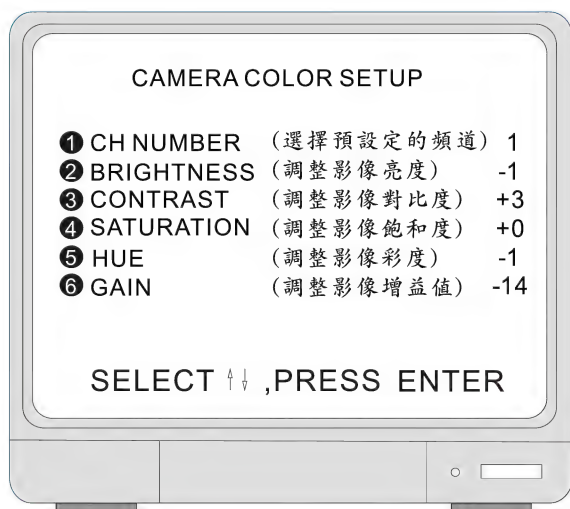 CAMERA COLOR SETUP
❶ CH NUMBER (選擇預設定的頻道) 1
❷ BRIGHTNESS (調整影像亮度) -1
❸ CONTRAST (調整影像對比度) +3
❹ SATURATION (調整影像飽和度) +0
❺ HUE (調整影像彩度) -1
❻ GAIN (調整影像增益值) -14
SELECT ↑↓ ,PRESS ENTER